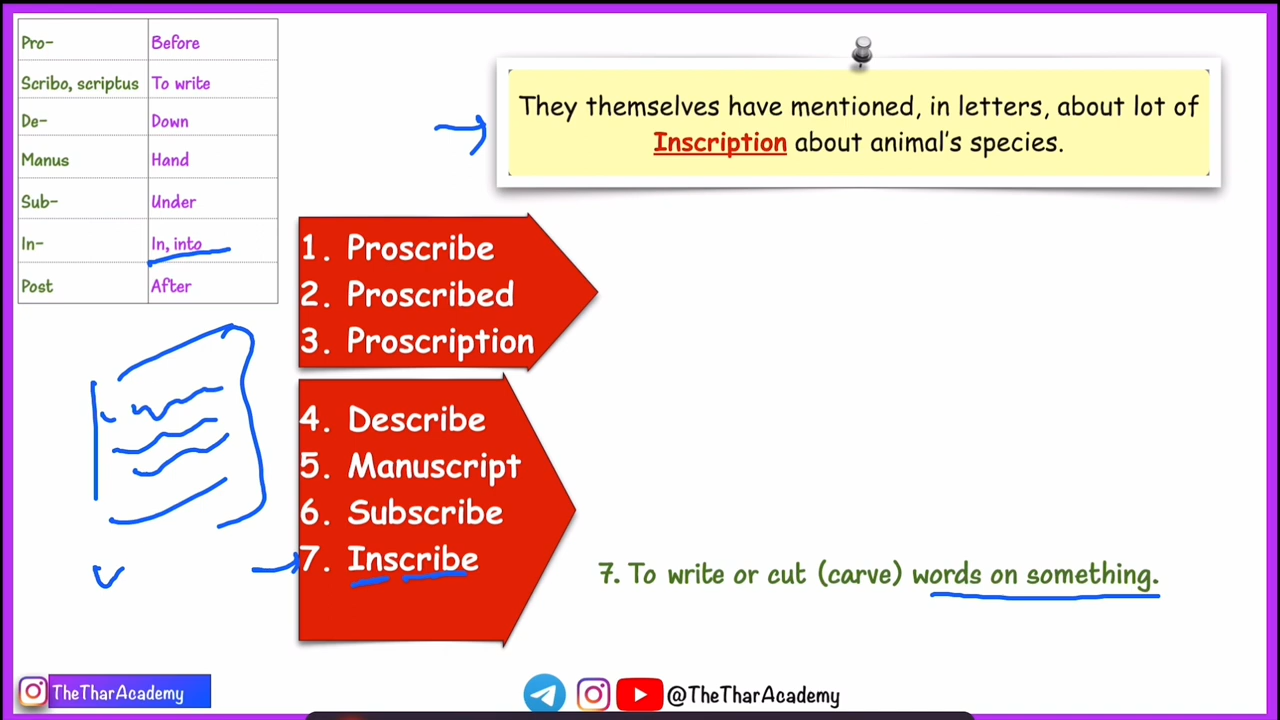 Pro- Before
Scribo, scriptus To write
De- Down
Manus Hand
Sub- Under
In- In, into
Post After
They themselves have mentioned, in letters, about lot of
Inscription about animal's species.
1. Proscribe
2. Proscribed
3. Proscription
4. Describe
5. Manuscript
6. Subscribe
7. Inscribe
7. To write or cut (carve) words on something.
TheTharAcademy
@TheTharAcademy